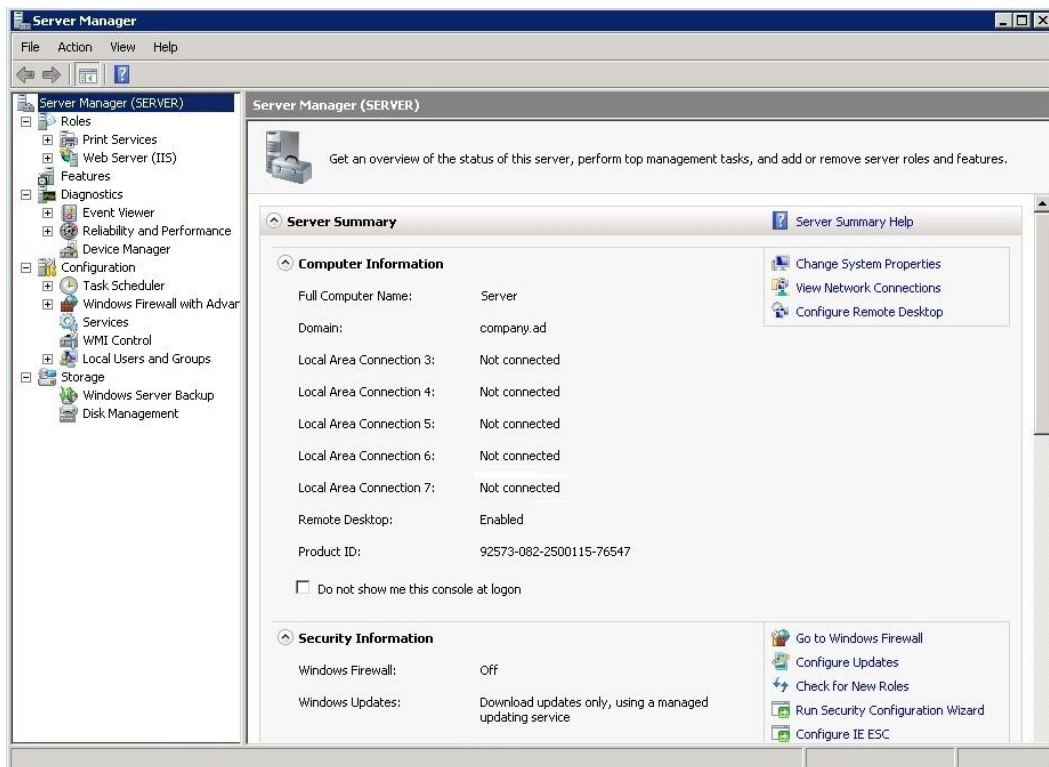 Server Manager
File Action View Help
Server Manager (SERVER)
Roles
Print Services
Web Server (IIS)
Features
Diagnostics
Event Viewer
Reliability and Performance
Device Manager
Configuration
Task Scheduler
Windows Firewall with Advar
Services
WMI Control
Local Users and Groups
Storage
Windows Server Backup
Disk Management
Server Manager (SERVER)
Get an overview of the status of this server, perform top management tasks, and add or remove server roles and features.
Server Summary
Server Summary Help
Computer Information
Full Computer Name: Server
Domain: company.ad
Local Area Connection 3: Not connected
Local Area Connection 4: Not connected
Local Area Connection 5: Not connected
Local Area Connection 6: Not connected
Local Area Connection 7: Not connected
Remote Desktop: Enabled
Product ID: 92573-082-2500115-76547
Do not show me this console at logon
Change System Properties
View Network Connections
Configure Remote Desktop
Security Information
Windows Firewall: Off
Windows Updates: Download updates only, using a managed
updating service
Go to Windows Firewall
Configure Updates
Check for New Roles
Run Security Configuration Wizard
Configure IE ESC